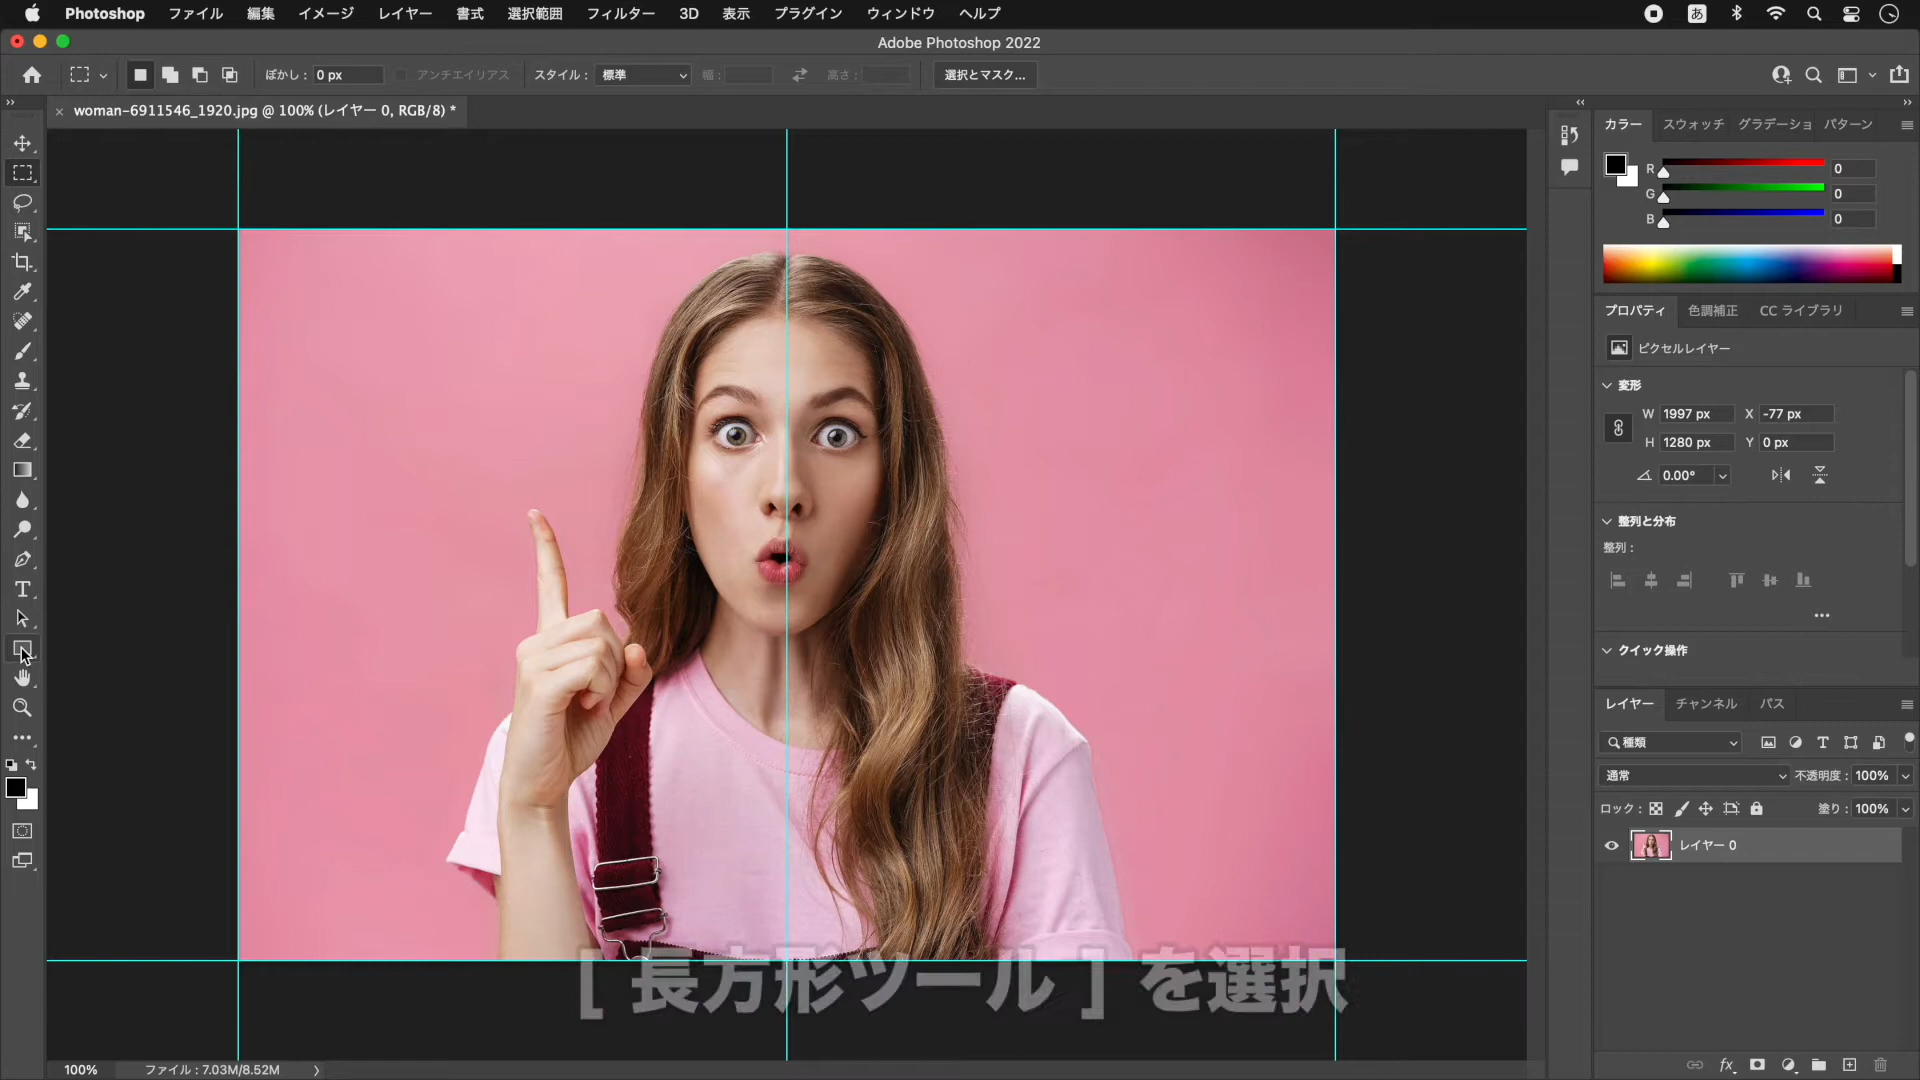 Photoshop ファイル 編集 イメージ レイヤー 書式 選択範囲 フィルター 3D 表示 プラグイン ウィンドウ ヘルプ あ
Adobe Photoshop 2022
ぼかし : 0 px アンチエイリアス スタイル : 標準 幅 : 高さ : 選択とマスク...
woman-6911546_1920.jpg @ 100% (レイヤー 0, RGB/8) *
カラー スウォッチ グラデーショ パターン
R 0
G 0
B 0
プロパティ 色調補正 CC ライブラリ
ピクセルレイヤー
変形
W 1997 px X -77 px
H 1280 px Y 0 px
0.00°
整列と分布
整列 :
クイック操作
レイヤー チャンネル パス
種類
通常 不透明度 : 100%
ロック : 塗り : 100%
レイヤー 0
[ 長方形ツール ] を選択
100% ファイル : 7.03M/8.52M
fx